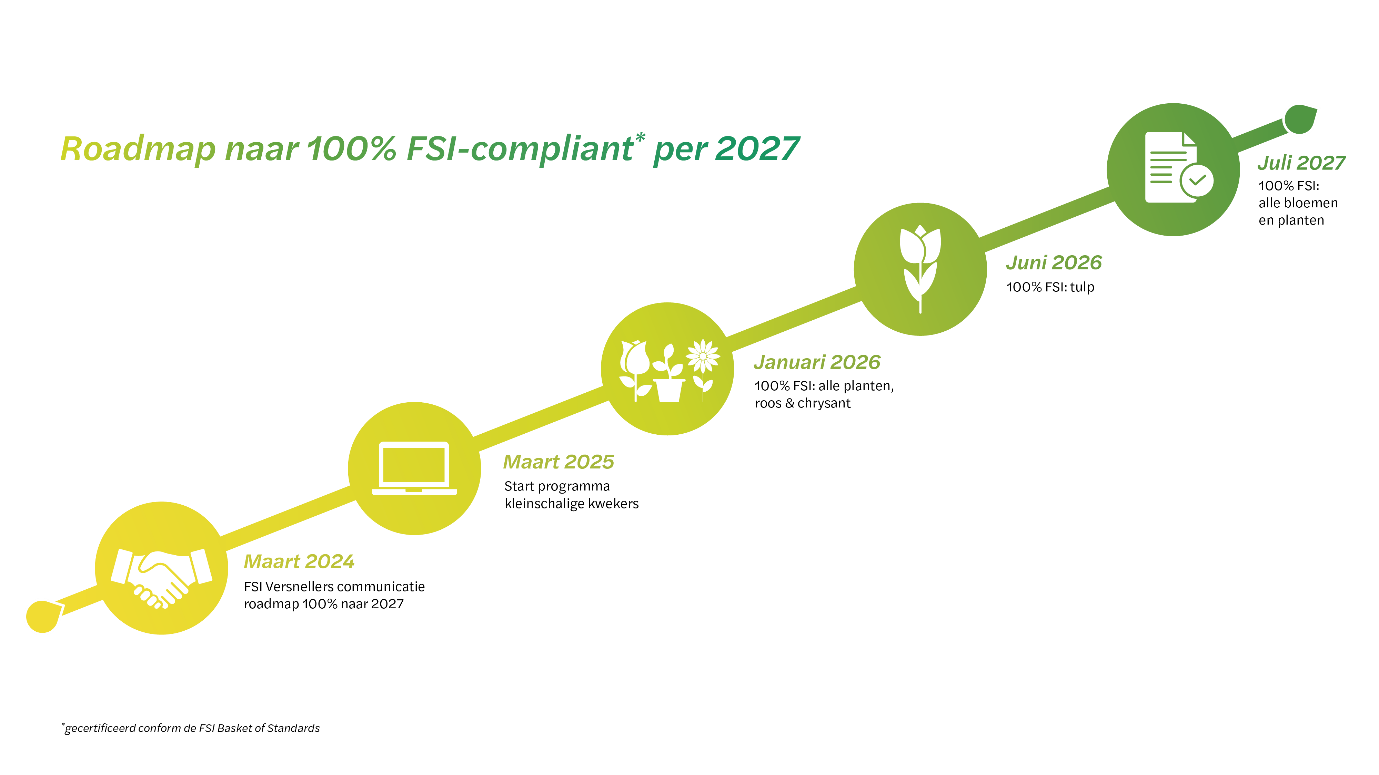 Roadmap naar 100% FSI-compliant* per 2027
Maart 2024
FSI Versnellers communicatie
roadmap 100% naar 2027
Maart 2025
Start programma
kleinschalige kwekers
Januari 2026
100% FSI: alle planten,
roos & chrysant
Juni 2026
100% FSI: tulp
Juli 2027
100% FSI:
alle bloemen
en planten
*gecertificeerd conform de FSI Basket of Standards